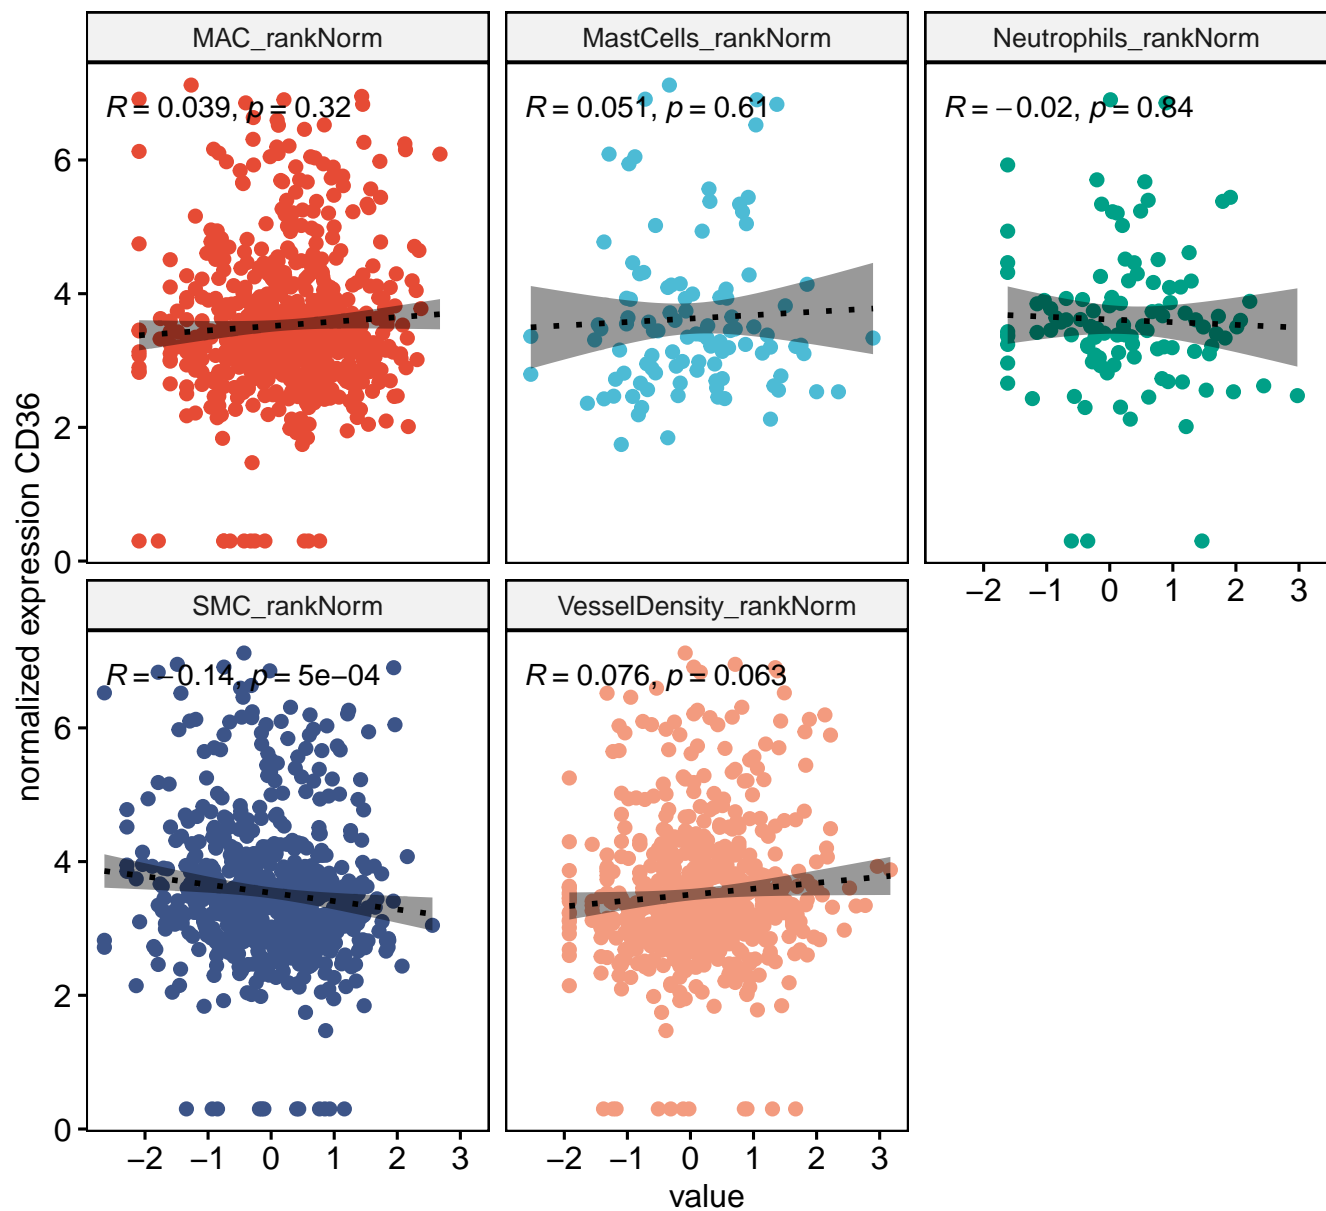 MAC_rankNorm
MastCells_rankNorm
Neutrophils_rankNorm
R = 0.039, p = 0.32
R = 0.051, p = 0.61
R = −0.02, p = 0.84
6
4
2
0
−2 −1 0 1 2 3
normalized expression CD36
SMC_rankNorm
VesselDensity_rankNorm
R = −0.14, p = 5e−04
R = 0.076, p = 0.063
6
4
2
0
−2 −1 0 1 2 3
−2 −1 0 1 2 3
value